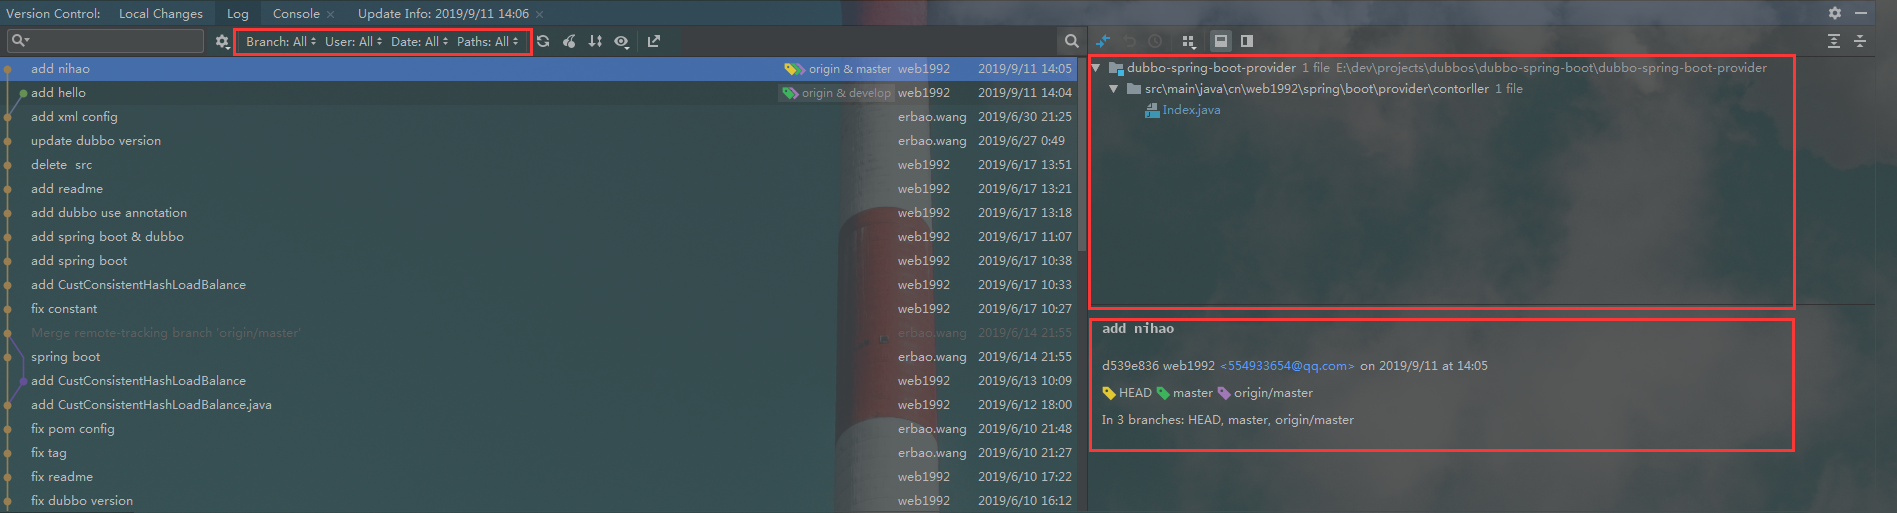 Version Control: Local Changes Log Console × Update Info: 2019/9/11 14:06 ×
Branch: All User: All Date: All Paths: All
add nihao origin & master web1992 2019/9/11 14:05
add hello origin & develop web1992 2019/9/11 14:04
add xml config erbao.wang 2019/6/30 21:25
update dubbo version erbao.wang 2019/6/27 0:49
delete  src web1992 2019/6/17 13:51
add readme web1992 2019/6/17 13:21
add dubbo use annotation web1992 2019/6/17 13:18
add spring boot & dubbo web1992 2019/6/17 11:07
add spring boot web1992 2019/6/17 10:38
add CustConsistentHashLoadBalance web1992 2019/6/17 10:33
fix constant web1992 2019/6/17 10:27
Merge remote-tracking branch 'origin/master' erbao.wang 2019/6/14 21:55
spring boot erbao.wang 2019/6/14 21:55
add CustConsistentHashLoadBalance web1992 2019/6/13 10:09
add CustConsistentHashLoadBalance.java web1992 2019/6/12 18:00
fix pom config erbao.wang 2019/6/10 21:48
fix tag erbao.wang 2019/6/10 21:27
fix readme web1992 2019/6/10 17:22
fix dubbo version web1992 2019/6/10 16:12
dubbo-spring-boot-provider 1 file E:\dev\projects\dubbos\dubbo-spring-boot\dubbo-spring-boot-provider
src\main\java\cn\web1992\spring\boot\provider\contorller 1 file
Index.java
add nihao
d539e836 web1992 <554933654@qq.com> on 2019/9/11 at 14:05
HEAD master origin/master
In 3 branches: HEAD, master, origin/master